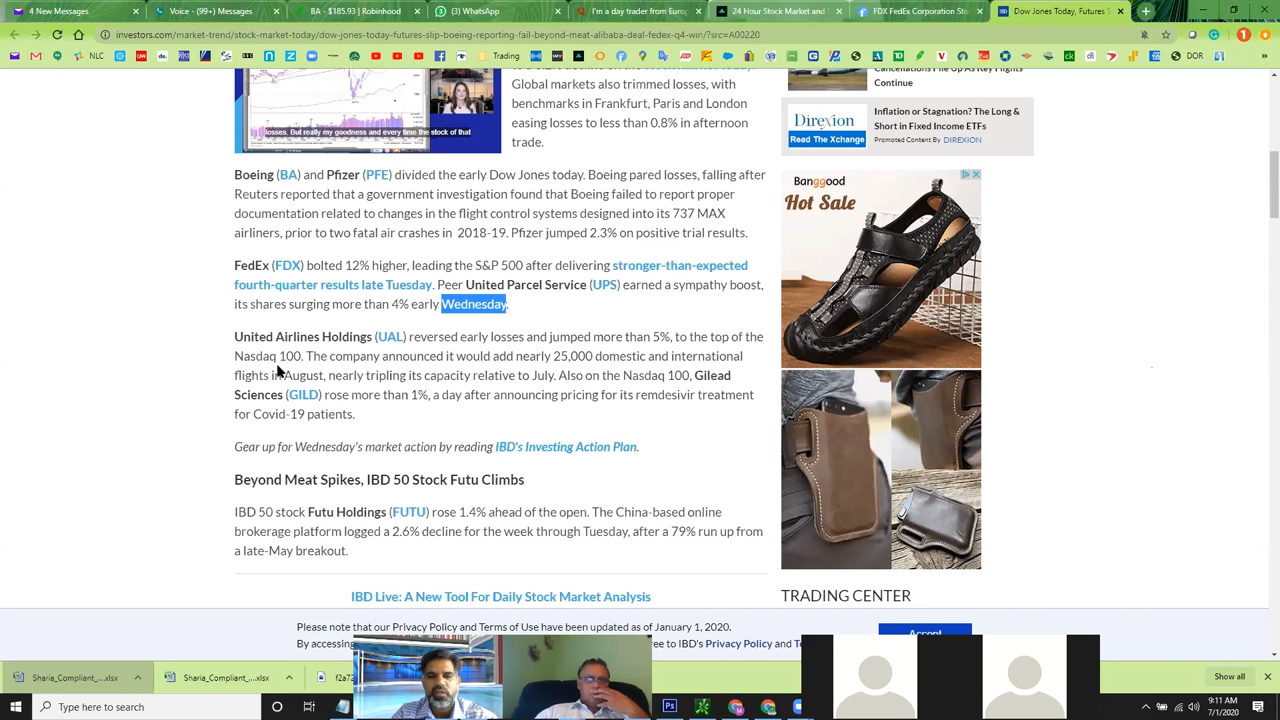 New Messages
Voice - (99+) Messages
BA - $185.93 | Robinhood
(3) WhatsApp
I'm a day trader from Europ
24 Hour Stock
FDX FedEx Corp
Dow Jones Today, Futures S
investors.com/market-trend/stock-market-today/dow-jones-today-futures-slip-boeing-reporting-fail-beyond-meat-alibaba-deal-fedex-q4-win/?src=A00220
NLC
Trading
DOR
losses. But really my goodness and every time the stock of that
Global markets also trimmed losses, with
benchmarks in Frankfurt, Paris and London
easing losses to less than 0.8% in afternoon
trade.
Boeing (BA) and Pfizer (PFE) divided the early Dow Jones today. Boeing pared losses, falling after
Reuters reported that a government investigation found that Boeing failed to report proper
documentation related to changes in the flight control systems designed into its 737 MAX
airliners, prior to two fatal air crashes in 2018-19. Pfizer jumped 2.3% on positive trial results.
FedEx (FDX) bolted 12% higher, leading the S&P 500 after delivering stronger-than-expected
fourth-quarter results late Tuesday. Peer United Parcel Service (UPS) earned a sympathy boost,
its shares surging more than 4% early Wednesday.
United Airlines Holdings (UAL) reversed early losses and jumped more than 5%, to the top of the
Nasdaq 100. The company announced it would add nearly 25,000 domestic and international
flights in August, nearly tripling its capacity relative to July. Also on the Nasdaq 100, Gilead
Sciences (GILD) rose more than 1%, a day after announcing pricing for its remdesivir treatment
for Covid-19 patients.
Gear up for Wednesday's market action by reading IBD's Investing Action Plan.
Beyond Meat Spikes, IBD 50 Stock Futu Climbs
IBD 50 stock Futu Holdings (FUTU) rose 1.4% ahead of the open. The China-based online
brokerage platform logged a 2.6% decline for the week through Tuesday, after a 79% run up from
a late-May breakout.
IBD Live: A New Tool For Daily Stock Market Analysis
Cancellations Pile Up As Key Flights
Continue
Direxion
Read The Xchange
Inflation or Stagnation? The Long &
Short in Fixed Income ETFs
Promoted Content By DIREXION
Banggood
Hot Sale
TRADING CENTER
Please note that our Privacy Policy and Terms of Use have been updated as of January 1, 2020.
By accessing
e to IBD's Privacy Policy and Te
Accept
Sharia_Compliant_...xlsx
Sharia_Compliant_...xlsx
f2a72
Show all
Type here to search
9:11 AM
7/1/2020